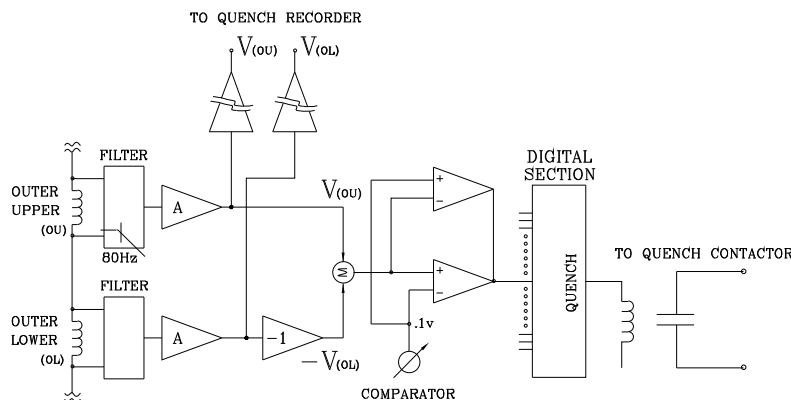 TO QUENCH RECORDER
V(OU)
V(OL)
FILTER
OUTER
UPPER
(OU)
A
80Hz
V(OU)
FILTER
OUTER
LOWER
(OL)
A
-1
-V(OL)
Σ
+
-
+
-
.1v
COMPARATOR
DIGITAL
SECTION
QUENCH
TO QUENCH CONTACTOR